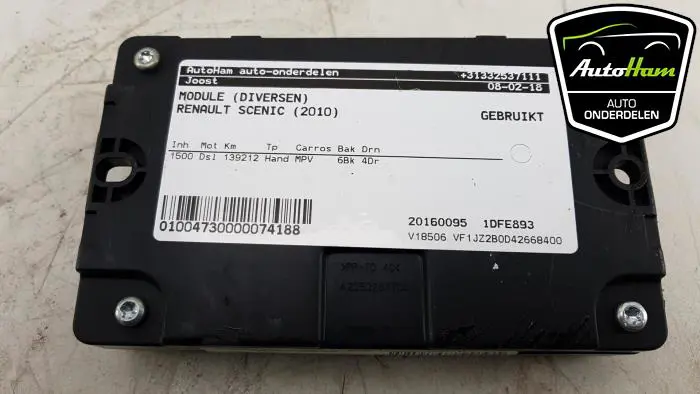 AutoHam auto-onderdelen +31332537111
Joost 08-02-18
MODULE (DIVERSEN)
RENAULT SCENIC (2010) GEBRUIKT
Inh Mot Km Tp Carros Bak Drn
1500 Dsl 139212 Hand MPV 6Bk 4Dr
01004730000074188
20160095 1DFE893
V18506 VF1JZ2B0D42668400
AutoHam
AUTO
ONDERDELEN